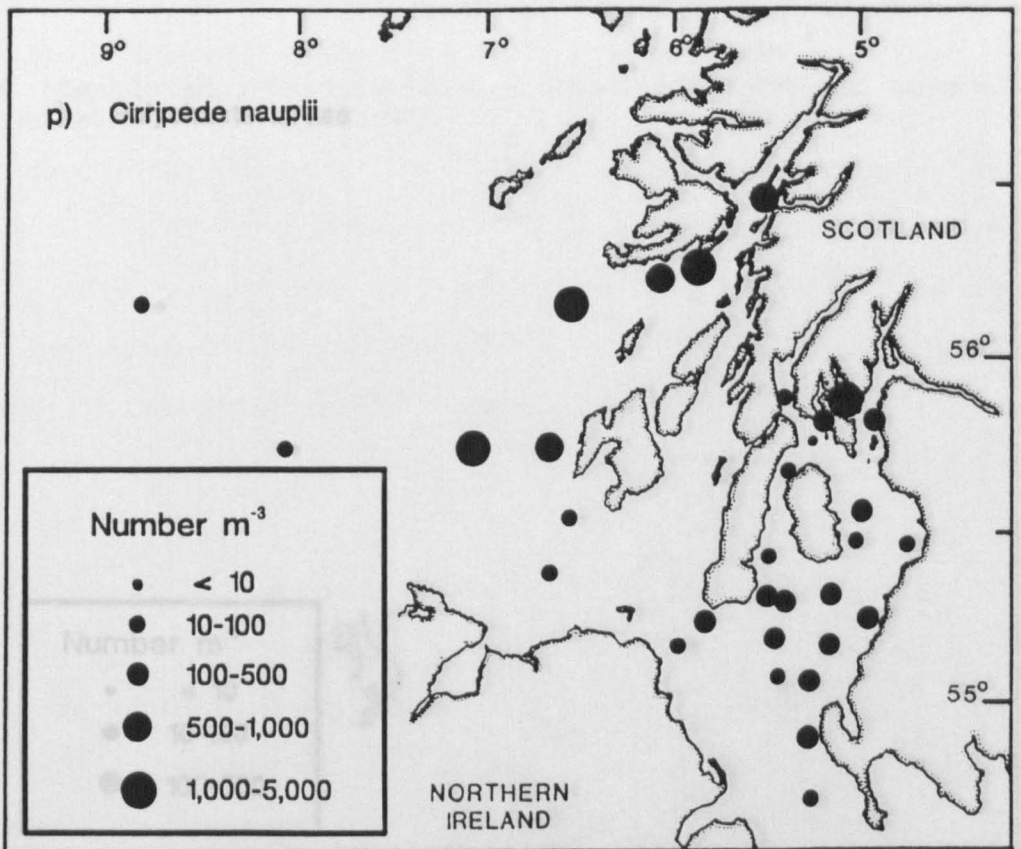 9° 8° 7° 6° 5°
p) Cirripede nauplii
SCOTLAND
56°
Number m⁻³
< 10
10-100
100-500
500-1,000
1,000-5,000
55°
NORTHERN
IRELAND
Number m